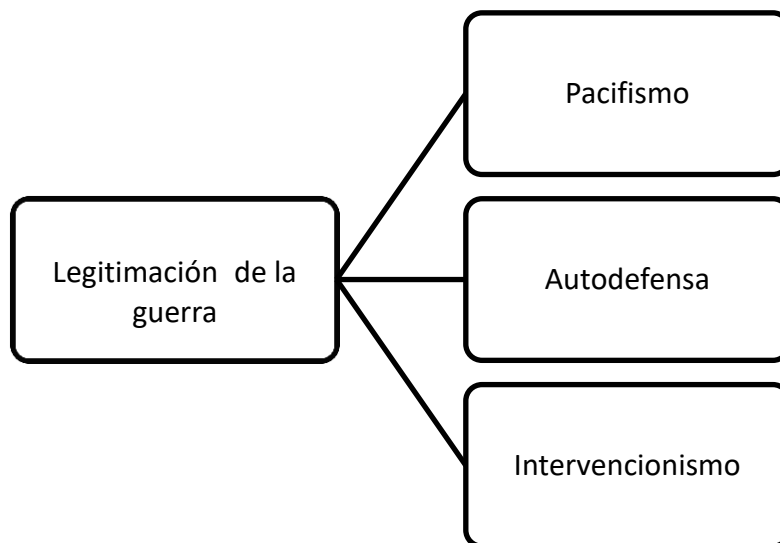 Pacifismo
Legitimación de la
guerra
Autodefensa
Intervencionismo